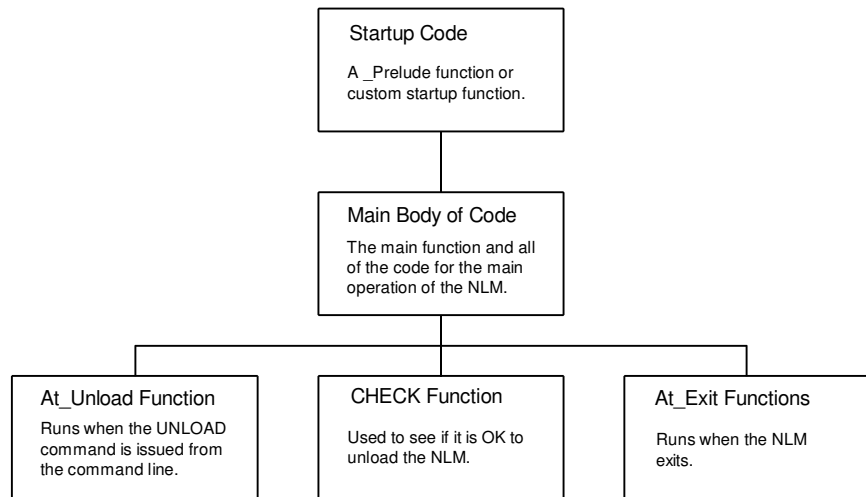 Startup Code
A _Prelude function or
custom startup function.
Main Body of Code
The main function and all
of the code for the main
operation of the NLM.
At_Unload Function
Runs when the UNLOAD
command is issued from
the command line.
CHECK Function
Used to see if it is OK to
unload the NLM.
At_Exit Functions
Runs when the NLM
exits.